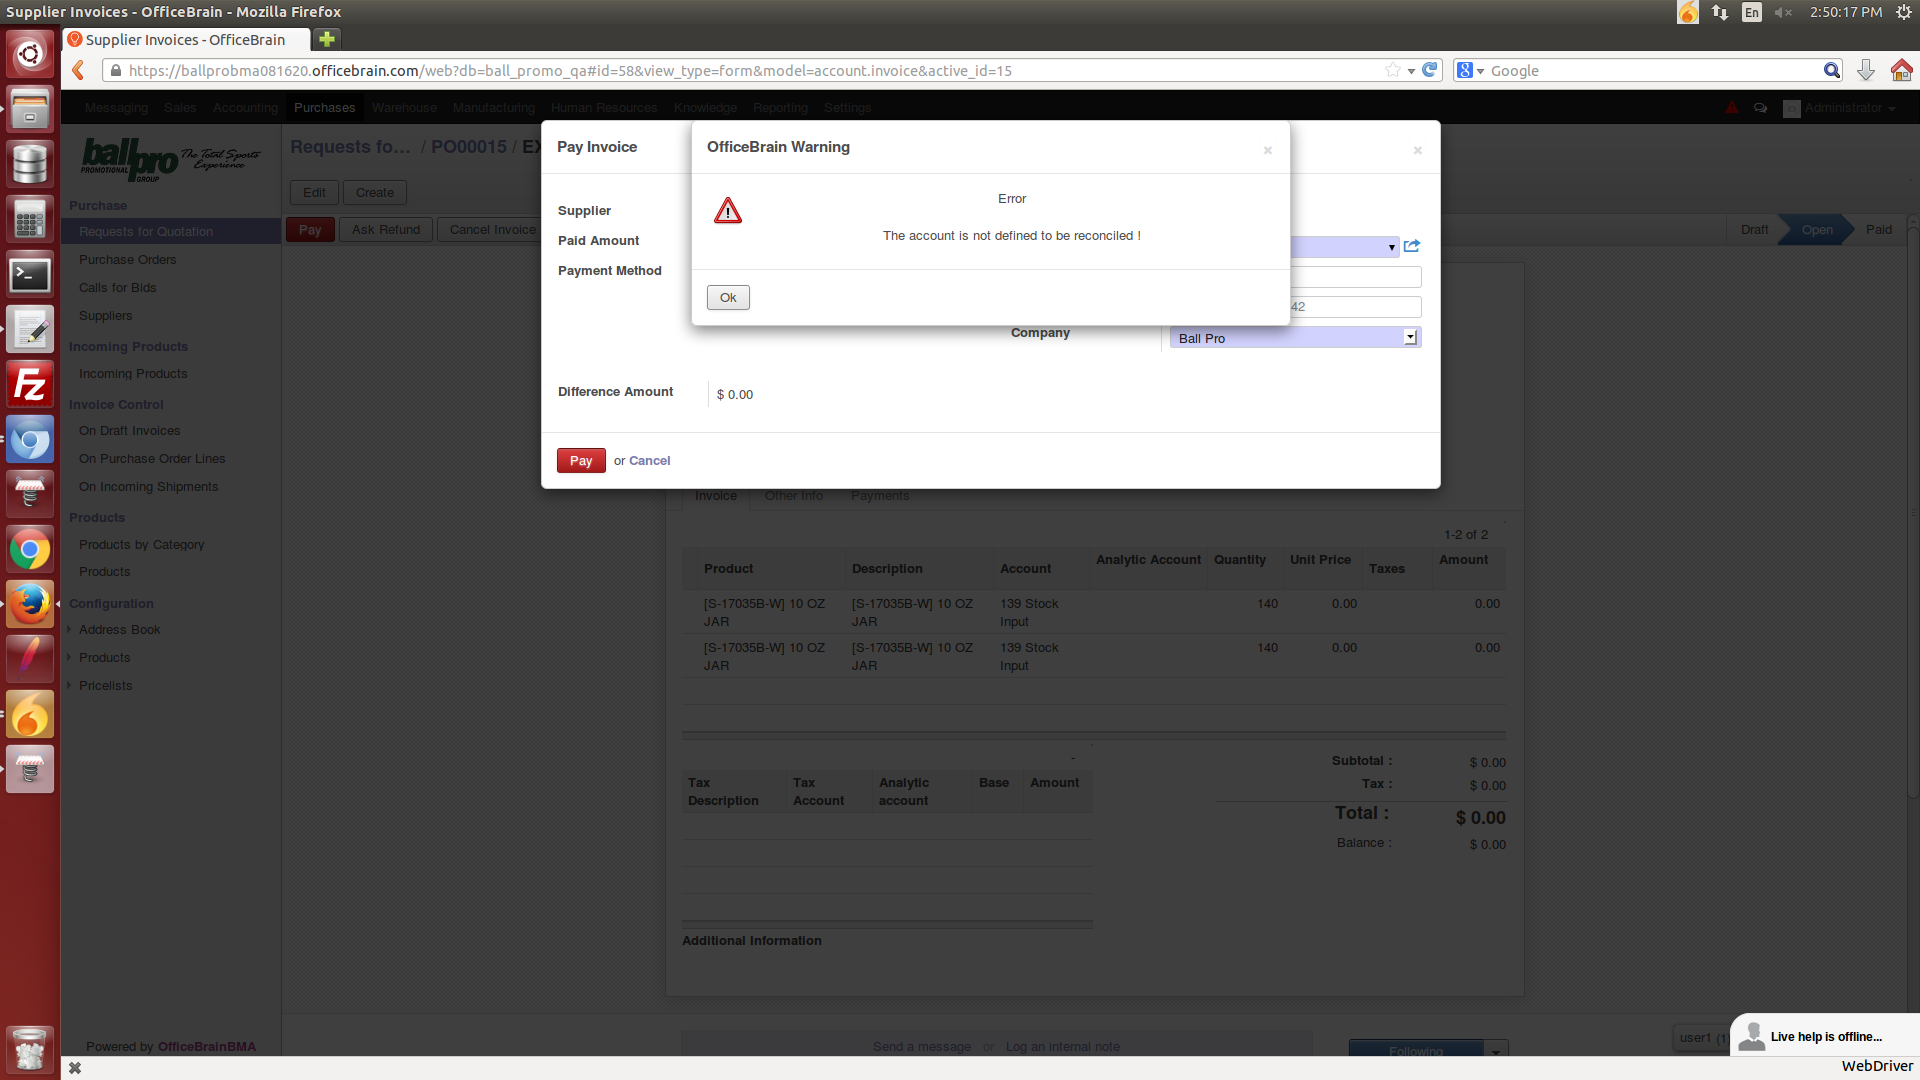 Supplier Invoices - OfficeBrain - Mozilla Firefox
En
2:50:17 PM
Supplier Invoices - OfficeBrain
https://ballprobma081620.officebrain.com/web?db=ball_promo_qa#id=58&view_type=form&model=account.invoice&active_id=15
8
Google
Messaging Sales Accounting Purchases Warehouse Manufacturing Human Resources Knowledge Reporting Settings
Administrator
ballpro
PROMOTIONAL GROUP
The Total Sports Experience
Requests fo... / PO00015 / EX
Edit Create
Pay Ask Refund Cancel Invoice
Draft Open Paid
Purchase
Requests for Quotation
Purchase Orders
Calls for Bids
Suppliers
Incoming Products
Incoming Products
Invoice Control
On Draft Invoices
On Purchase Order Lines
On Incoming Shipments
Products
Products by Category
Products
Configuration
Address Book
Products
Pricelists
Powered by OfficeBrainBMA
Pay Invoice
×
Supplier
Paid Amount
Payment Method
42
Company
Ball Pro
Difference Amount
$ 0.00
Pay or Cancel
OfficeBrain Warning
×
Error
The account is not defined to be reconciled !
Ok
Invoice Other Info Payments
1-2 of 2
Product Description Account Analytic Account Quantity Unit Price Taxes Amount
[S-17035B-W] 10 OZ JAR [S-17035B-W] 10 OZ JAR 139 Stock Input 140 0.00 0.00
[S-17035B-W] 10 OZ JAR [S-17035B-W] 10 OZ JAR 139 Stock Input 140 0.00 0.00
-
Tax Description Tax Account Analytic account Base Amount
Subtotal : $ 0.00
Tax : $ 0.00
Total : $ 0.00
Balance : $ 0.00
Additional Information
Send a message or Log an internal note
Following
user1 (1)
Live help is offline...
WebDriver